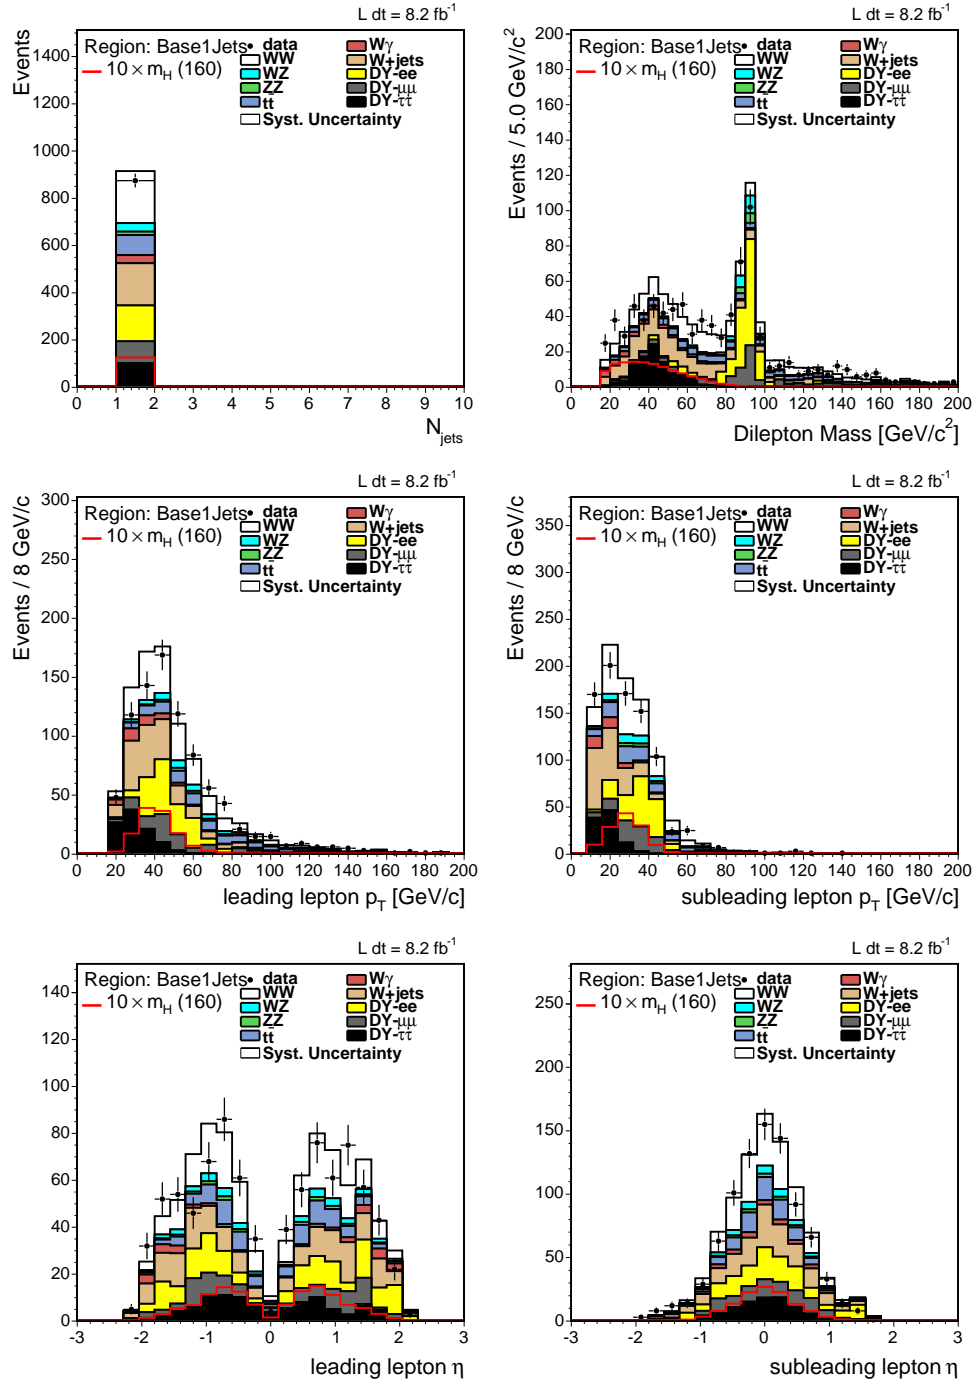 L dt = 8.2 fb⁻¹
Events
Region: Base1Jets
10 × m_H (160)
data
WW
WZ
ZZ
tt̄
Syst. Uncertainty
Wγ
W+jets
DY-ee
DY-μμ
DY-ττ
0 200 400 600 800 1000 1200 1400
0 1 2 3 4 5 6 7 8 9 10
N_jets
L dt = 8.2 fb⁻¹
Events / 5.0 GeV/c²
Region: Base1Jets
10 × m_H (160)
data
WW
WZ
ZZ
tt̄
Syst. Uncertainty
Wγ
W+jets
DY-ee
DY-μμ
DY-ττ
0 20 40 60 80 100 120 140 160 180 200
0 20 40 60 80 100 120 140 160 180 200
Dilepton Mass [GeV/c²]
L dt = 8.2 fb⁻¹
Events / 8 GeV/c
Region: Base1Jets
10 × m_H (160)
data
WW
WZ
ZZ
tt̄
Syst. Uncertainty
Wγ
W+jets
DY-ee
DY-μμ
DY-ττ
0 50 100 150 200 250 300
0 20 40 60 80 100 120 140 160 180 200
leading lepton p_T [GeV/c]
L dt = 8.2 fb⁻¹
Events / 8 GeV/c
Region: Base1Jets
10 × m_H (160)
data
WW
WZ
ZZ
tt̄
Syst. Uncertainty
Wγ
W+jets
DY-ee
DY-μμ
DY-ττ
0 50 100 150 200 250 300 350
0 20 40 60 80 100 120 140 160 180 200
subleading lepton p_T [GeV/c]
L dt = 8.2 fb⁻¹
Region: Base1Jets
10 × m_H (160)
data
WW
WZ
ZZ
tt̄
Syst. Uncertainty
Wγ
W+jets
DY-ee
DY-μμ
DY-ττ
0 20 40 60 80 100 120 140
-3 -2 -1 0 1 2 3
leading lepton η
L dt = 8.2 fb⁻¹
Region: Base1Jets
10 × m_H (160)
data
WW
WZ
ZZ
tt̄
Syst. Uncertainty
Wγ
W+jets
DY-ee
DY-μμ
DY-ττ
0 50 100 150 200 250
-3 -2 -1 0 1 2 3
subleading lepton η